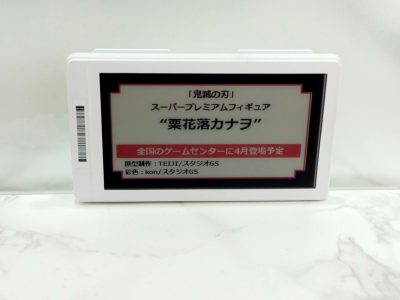 「鬼滅の刃」
スーパープレミアムフィギュア
“栗花落カナヲ”
全国のゲームセンターに4月登場予定
原型制作：TEIJI/スタジオGS
彩色：kon/スタジオGS